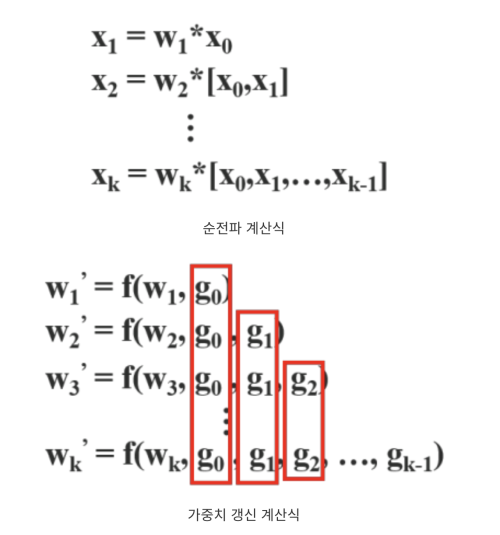 x₁ = w₁*x₀
x₂ = w₂*[x₀,x₁]
⋮
xₖ = wₖ*[x₀,x₁,…,xₖ₋₁]
순전파 계산식
w₁’ = f(w₁, g₀)
w₂’ = f(w₂, g₀, g₁)
w₃’ = f(w₃, g₀, g₁, g₂)
⋮
wₖ’ = f(wₖ, g₀, g₁, g₂, …, gₖ₋₁)
가중치 갱신 계산식